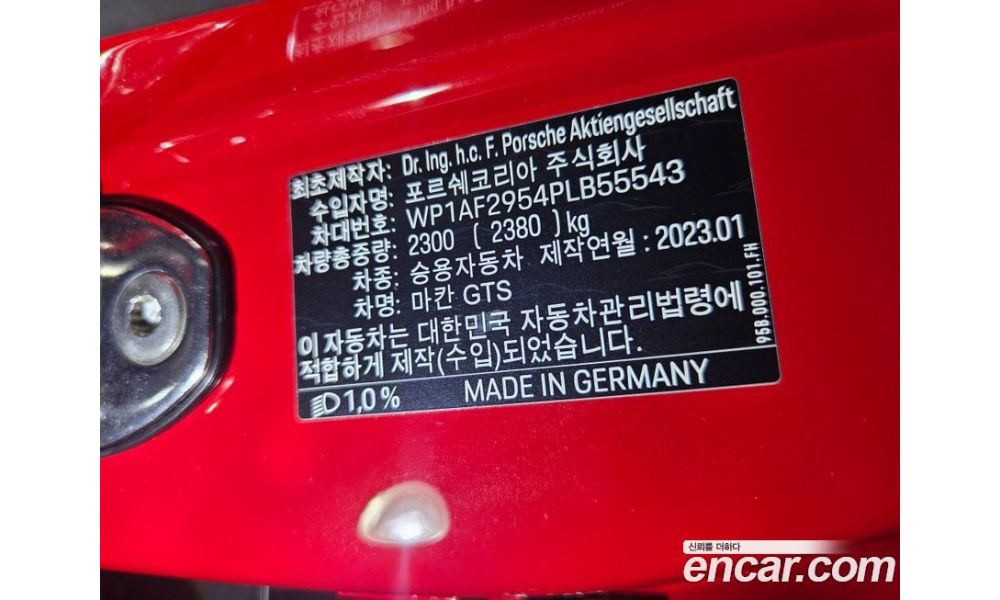 최초제작자: Dr. Ing. h.c. F. Porsche Aktiengesellschaft
수입자명: 포르쉐코리아 주식회사
차대번호: WP1AF2954PLB55543
차량총중량: 2300 ( 2380 ) kg
차종: 승용자동차 제작연월 : 2023.01
차명: 마칸 GTS
이 자동차는 대한민국 자동차관리법령에
적합하게 제작(수입)되었습니다.
1,0 % MADE IN GERMANY
95B.000.101.FH
신뢰를 더하다
encar.com